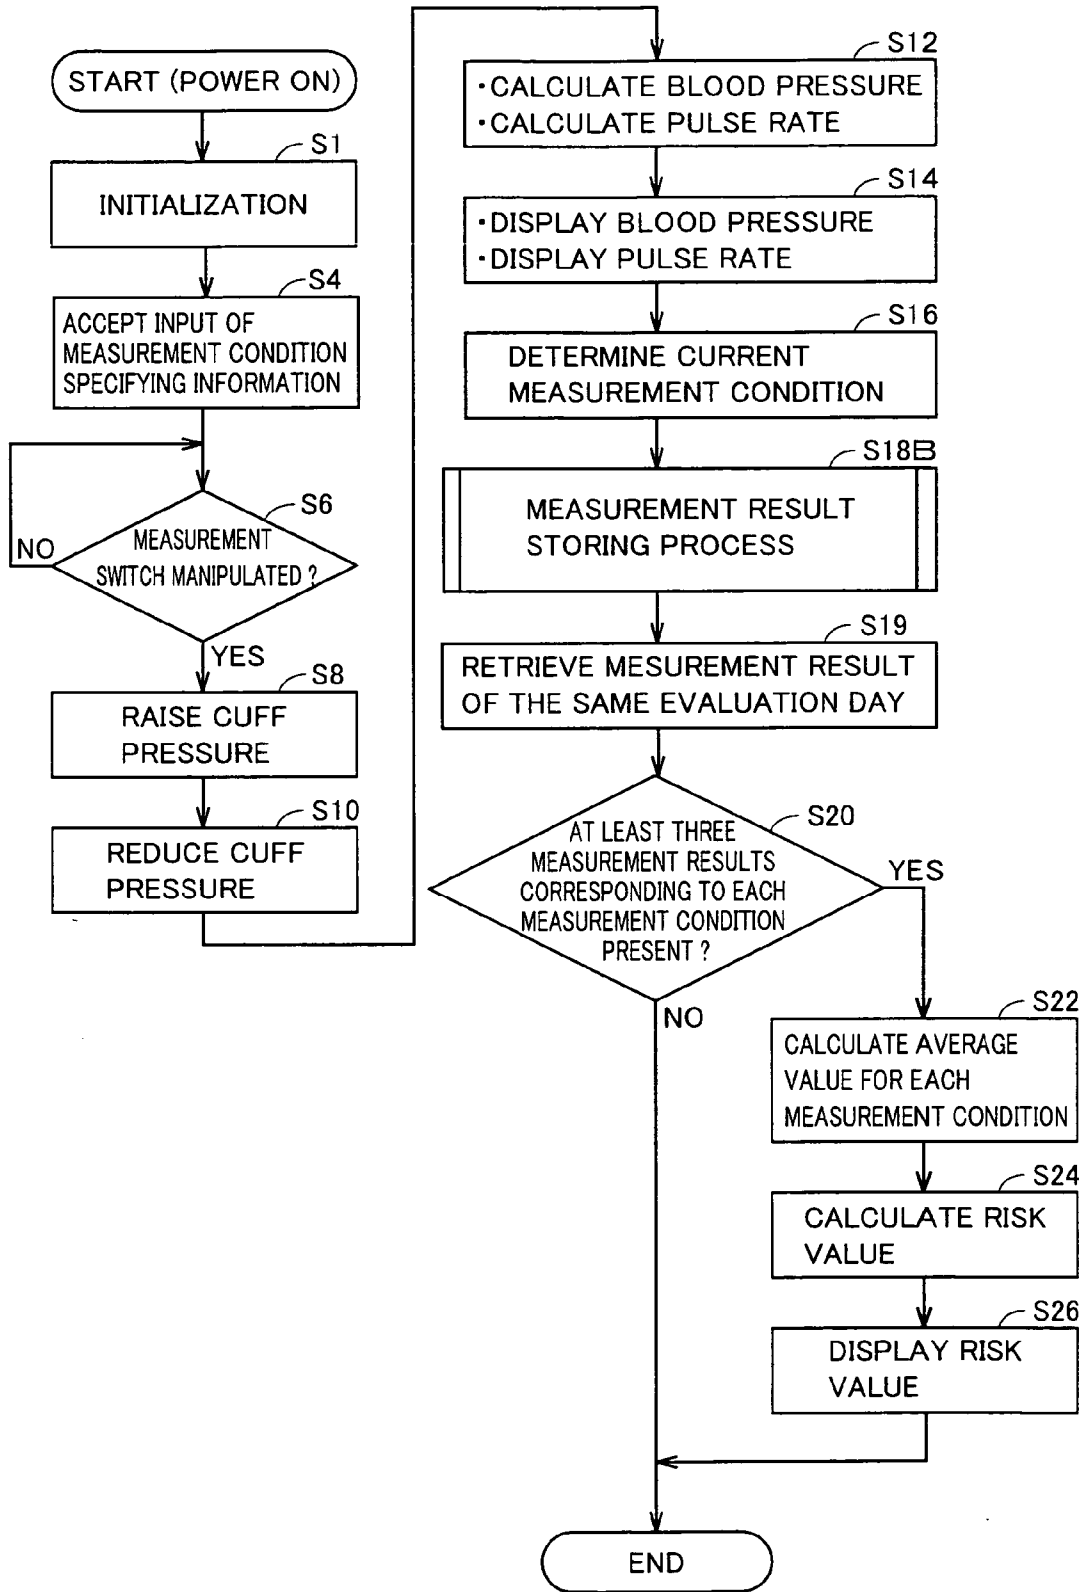 START (POWER ON)
S1
INITIALIZATION
S4
ACCEPT INPUT OF
MEASUREMENT CONDITION
SPECIFYING INFORMATION
S6
MEASUREMENT
SWITCH MANIPULATED ?
NO
YES
S8
RAISE CUFF
PRESSURE
S10
REDUCE CUFF
PRESSURE
S12
・CALCULATE BLOOD PRESSURE
・CALCULATE PULSE RATE
S14
・DISPLAY BLOOD PRESSURE
・DISPLAY PULSE RATE
S16
DETERMINE CURRENT
MEASUREMENT CONDITION
S18B
MEASUREMENT RESULT
STORING PROCESS
S19
RETRIEVE MESUREMENT RESULT
OF THE SAME EVALUATION DAY
S20
AT LEAST THREE
MEASUREMENT RESULTS
CORRESPONDING TO EACH
MEASUREMENT CONDITION
PRESENT ?
YES
NO
S22
CALCULATE AVERAGE
VALUE FOR EACH
MEASUREMENT CONDITION
S24
CALCULATE RISK
VALUE
S26
DISPLAY RISK
VALUE
END